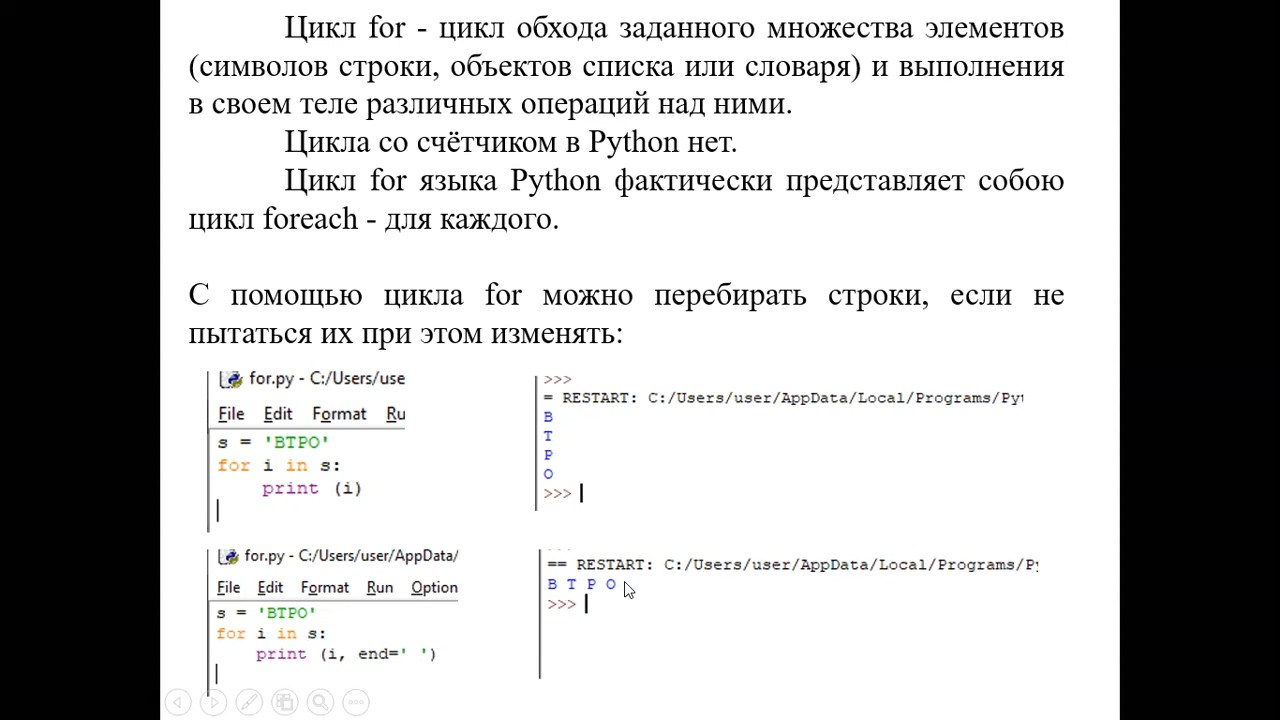 Цикл for - цикл обхода заданного множества элементов
(символов строки, объектов списка или словаря) и выполнения
в своем теле различных операций над ними.
Цикла со счётчиком в Python нет.
Цикл for языка Python фактически представляет собою
цикл foreach - для каждого.
С помощью цикла for можно перебирать строки, если не
пытаться их при этом изменять:
for.py - C:/Users/use
File Edit Format Ru
s = 'ВТРО'
for i in s:
print (i)
>>>
= RESTART: C:/Users/user/AppData/Local/Programs/Pyt
В
Т
Р
О
>>>
for.py - C:/Users/user/AppData/
File Edit Format Run Option
s = 'ВТРО'
for i in s:
print (i, end=' ')
== RESTART: C:/Users/user/AppData/Local/Programs/Py
В Т Р О
>>>